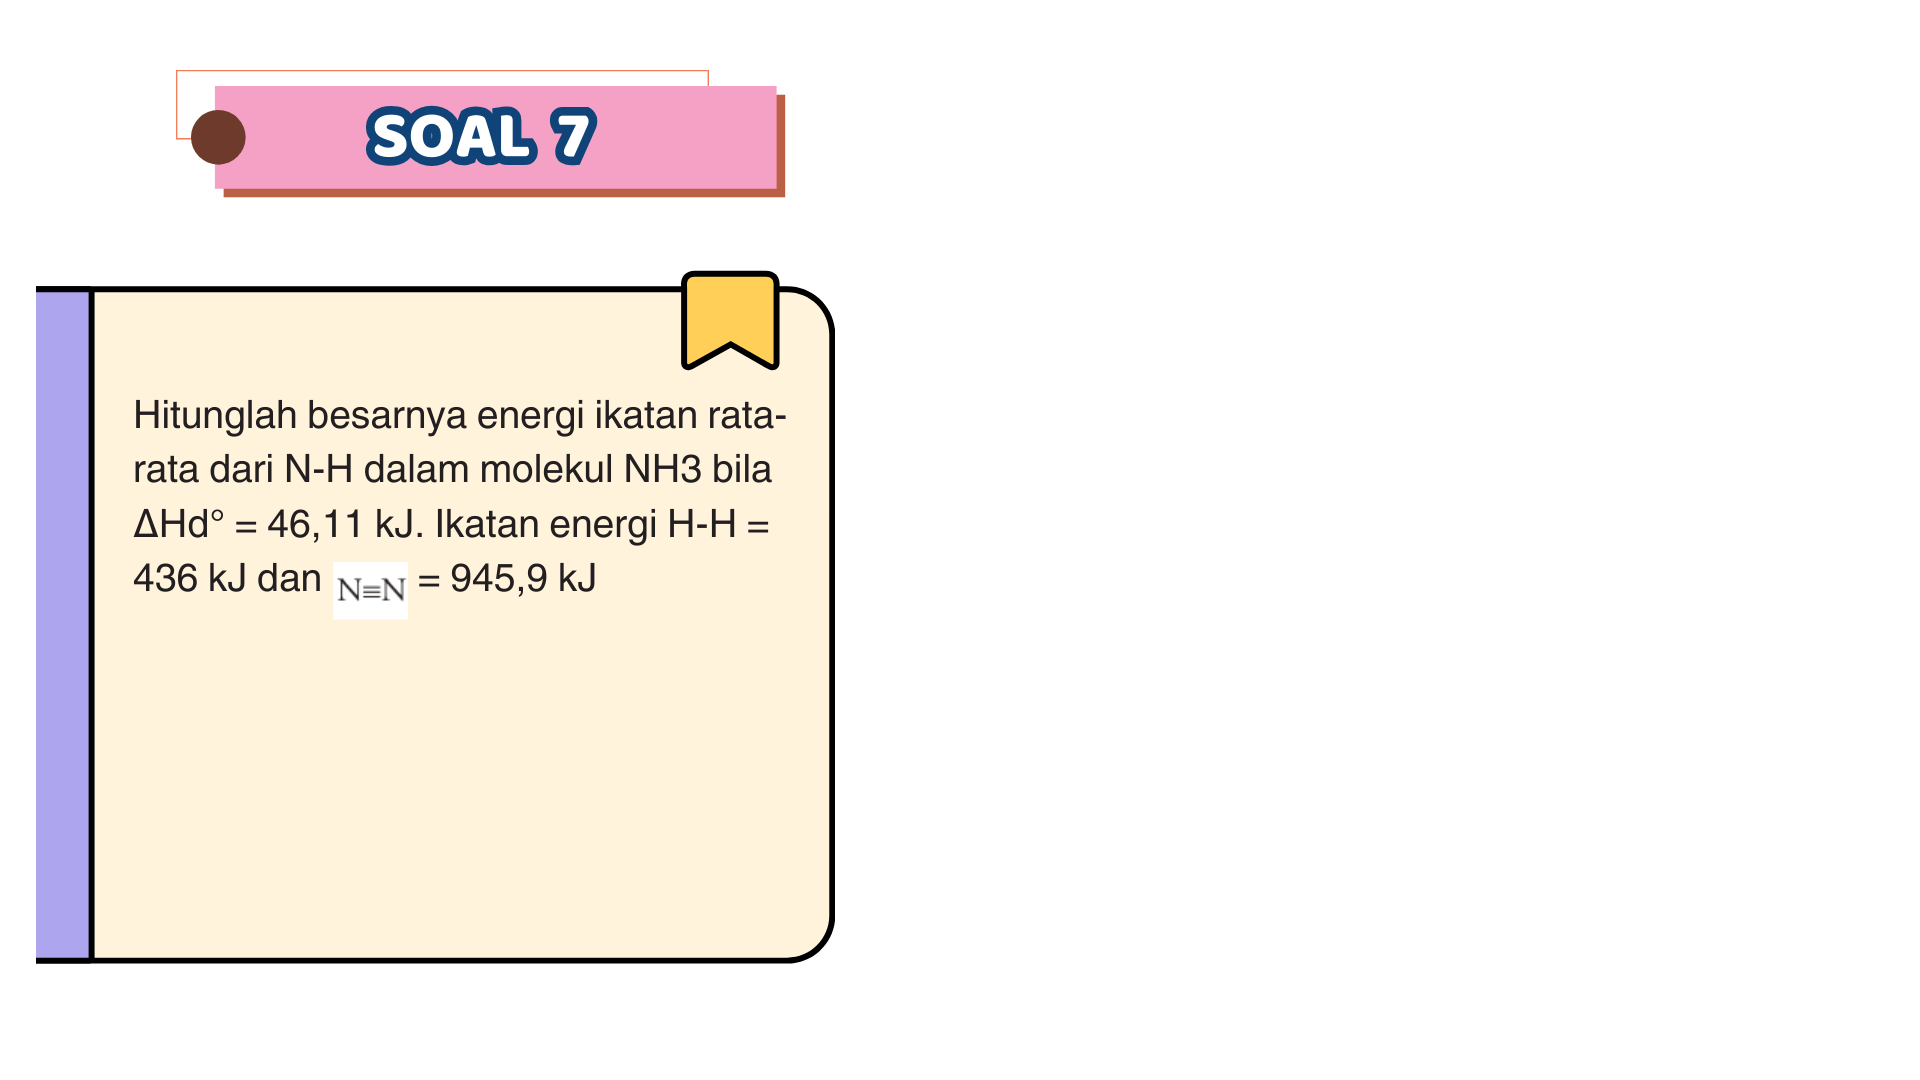 SOAL 7
Hitunglah besarnya energi ikatan rata-
rata dari N-H dalam molekul NH3 bila
ΔHd° = 46,11 kJ. Ikatan energi H-H =
436 kJ dan N≡N = 945,9 kJ